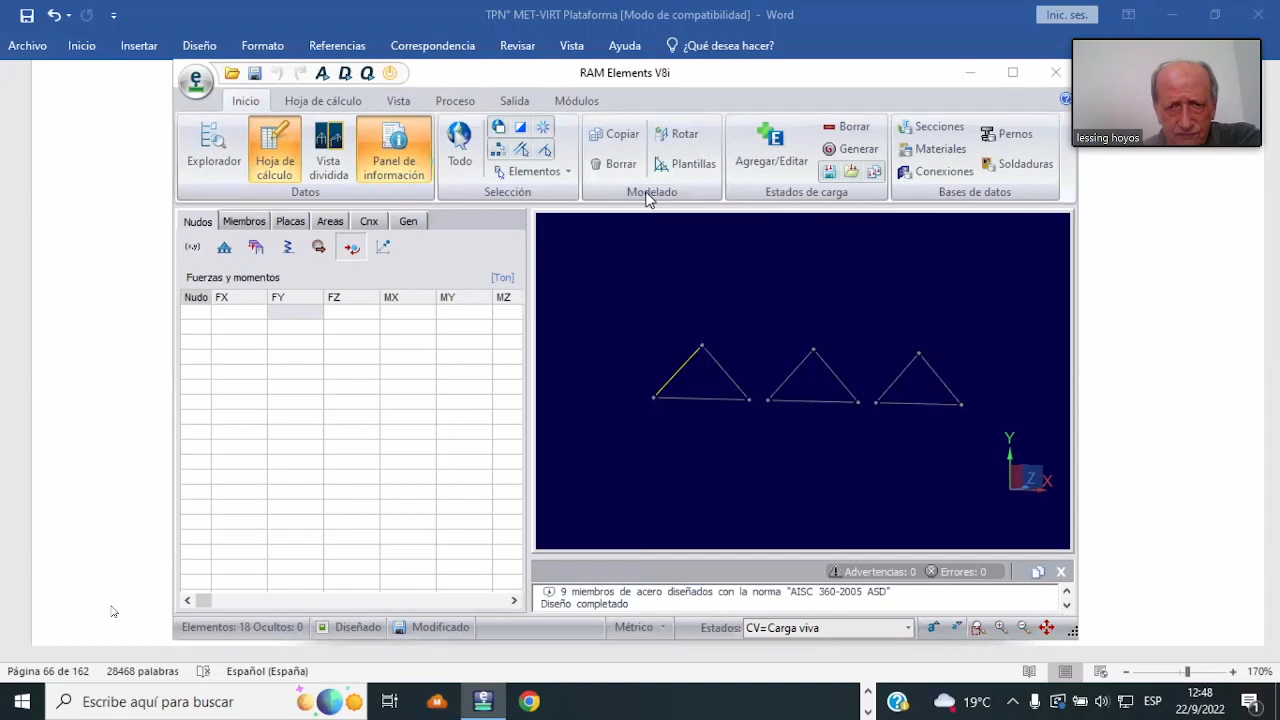 TPN° MET-VIRT Plataforma [Modo de compatibilidad] - Word
Inic. ses.
Archivo Inicio Insertar Diseño Formato Referencias Correspondencia Revisar Vista Ayuda ¿Qué desea hacer?
RAM Elements V8i
lessing hoyos
Inicio Hoja de cálculo Vista Proceso Salida Módulos
Explorador
Hoja de cálculo
Vista dividida
Panel de información
Datos
Todo
Elementos
Selección
Copiar
Rotar
Borrar
Plantillas
Modelado
Agregar/Editar
Borrar
Generar
Estados de carga
Secciones
Materiales
Conexiones
Pernos
Soldaduras
Bases de datos
Nudos Membros Placas Areas Cnx Gen
(x,y)
Fuerzas y momentos [Ton]
Nudo FX FY FZ MX MY MZ
Y
Z
X
Advertencias: 0 Errores: 0
9 miembros de acero diseñados con la norma "AISC 360-2005 ASD"
Diseño completado
Elementos: 18 Ocultos: 0 Diseñado Modificado Métrico Estados: CV=Carga viva
Página 66 de 162 28468 palabras Español (España) 170%
Escribe aquí para buscar
19°C
ESP
12:48
22/9/2022
1